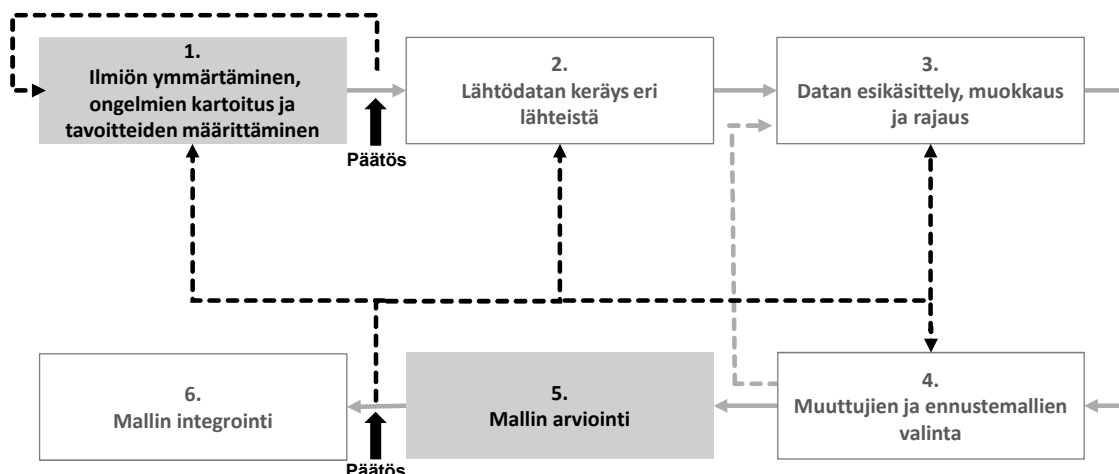 1.
Ilmiön ymmärtäminen,
ongelmien kartoitus ja
tavoitteiden määrittäminen
Päätös
2.
Lähtödatan keräys eri
lähteistä
3.
Datan esikäsittely, muokkaus
ja rajaus
6.
Mallin integrointi
Päätös
5.
Mallin arviointi
4.
Muuttujien ja ennustemallien
valinta